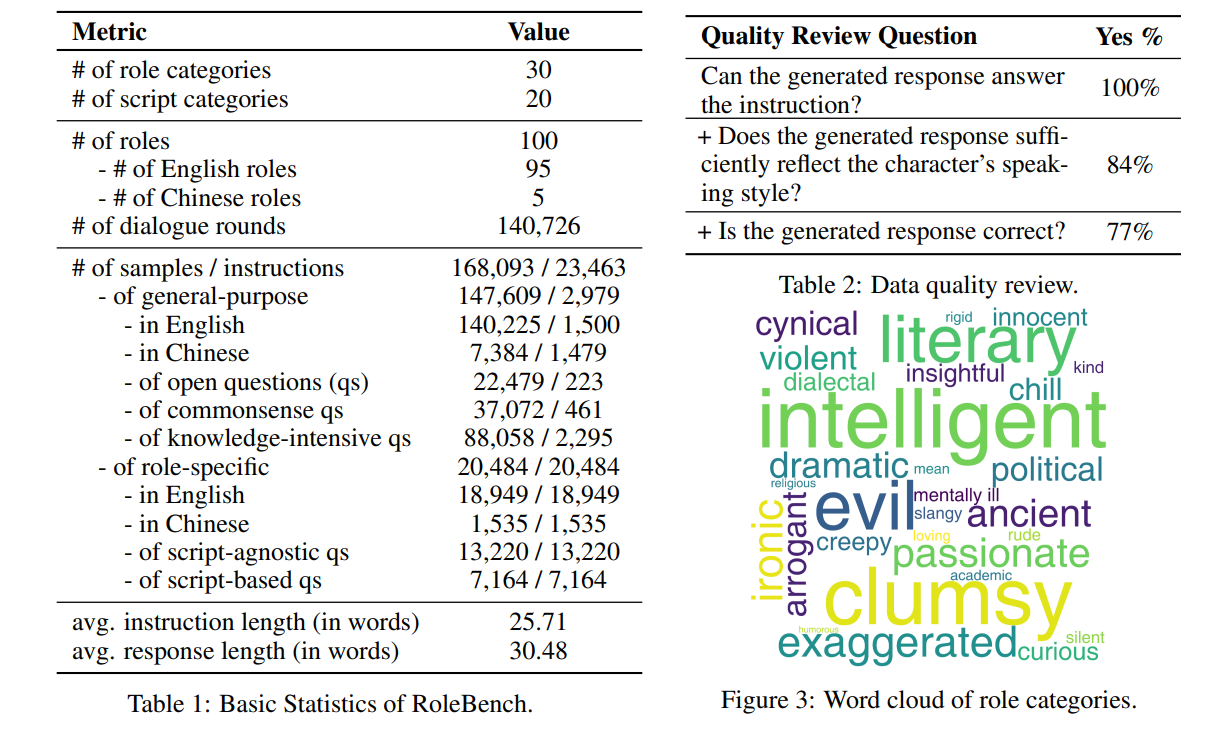 Metric Value
# of role categories 30
# of script categories 20
# of roles 100
- # of English roles 95
- # of Chinese roles 5
# of dialogue rounds 140,726
# of samples / instructions 168,093 / 23,463
- of general-purpose 147,609 / 2,979
- in English 140,225 / 1,500
- in Chinese 7,384 / 1,479
- of open questions (qs) 22,479 / 223
- of commonsense qs 37,072 / 461
- of knowledge-intensive qs 88,058 / 2,295
- of role-specific 20,484 / 20,484
- in English 18,949 / 18,949
- in Chinese 1,535 / 1,535
- of script-agnostic qs 13,220 / 13,220
- of script-based qs 7,164 / 7,164
avg. instruction length (in words) 25.71
avg. response length (in words) 30.48
Table 1: Basic Statistics of RoleBench.
Quality Review Question Yes %
Can the generated response answer
the instruction? 100%
+ Does the generated response suffi-
ciently reflect the character's speak- 84%
ing style?
+ Is the generated response correct? 77%
Table 2: Data quality review.
cynical
literary
rigid
innocent
violent
dialectal
insightful
kind
chill
intelligent
dramatic
mean
political
religious
evil
mentally ill
slangy
ancient
ironic
arrogant
creepy
loving
rude
passionate
academic
clumsy
humorous
exaggerated
silent
curious
Figure 3: Word cloud of role categories.